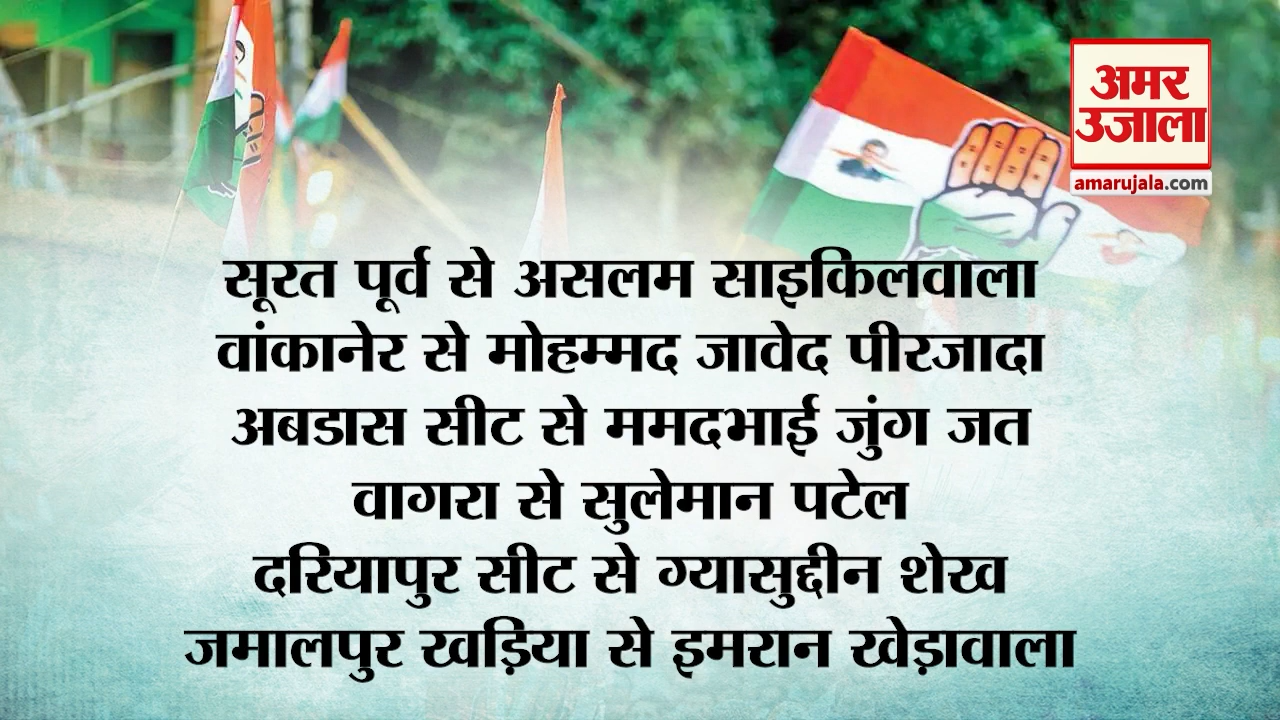 अमर
उजाला
amarujala.com
सूरत पूर्व से असलम साइकिलवाला
वांकानेर से मोहम्मद जावेद पीरजादा
अबडास सीट से ममदभाई जुंग जत
वागरा से सुलेमान पटेल
दरियापुर सीट से ग्यासुद्दीन शेख
जमालपुर खड़िया से इमरान खेड़ावाला